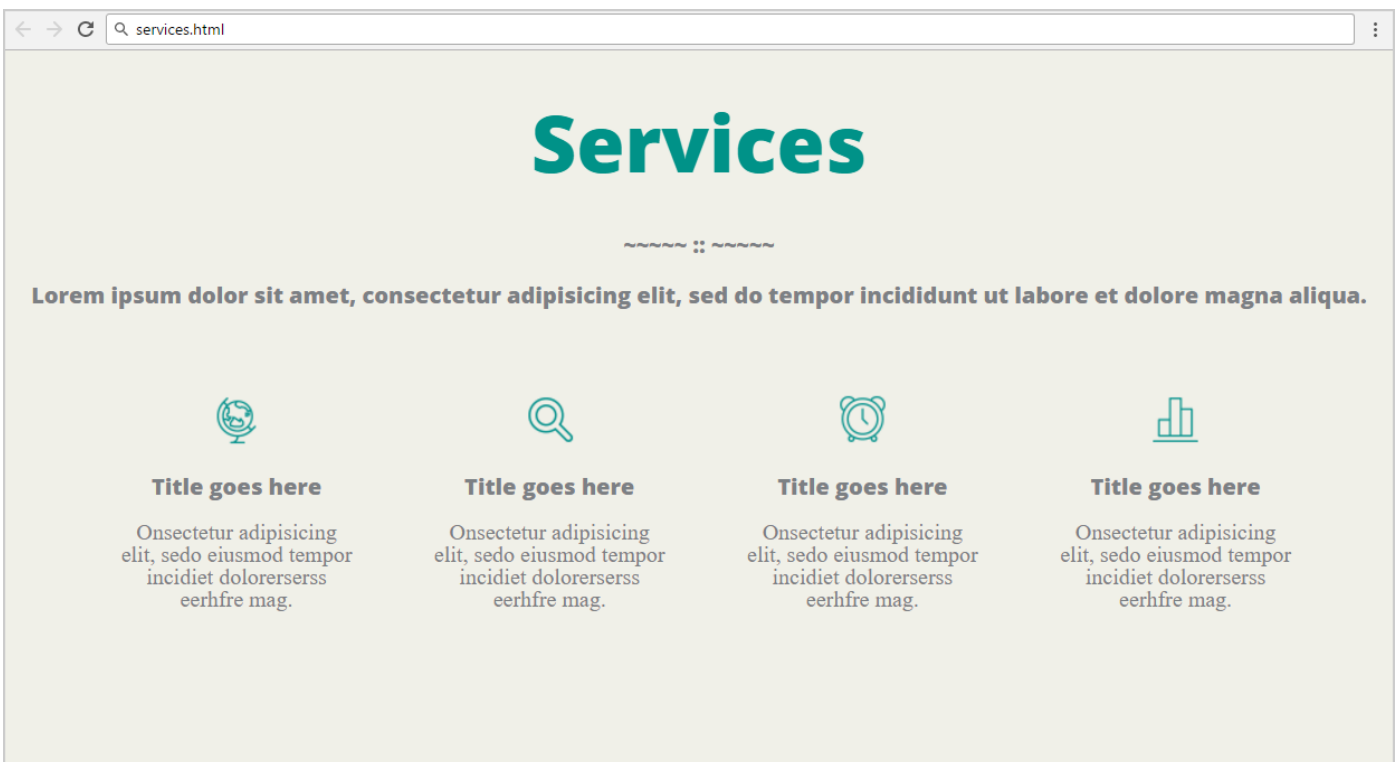 services.html
Services
~~~~~ :: ~~~~~
Lorem ipsum dolor sit amet, consectetur adipisicing elit, sed do tempor incididunt ut labore et dolore magna aliqua.
Title goes here
Onsectetur adipisicing
elit, sedo eiusmod tempor
incidiet dolorerserss
eerhfre mag.
Title goes here
Onsectetur adipisicing
elit, sedo eiusmod tempor
incidiet dolorerserss
eerhfre mag.
Title goes here
Onsectetur adipisicing
elit, sedo eiusmod tempor
incidiet dolorerserss
eerhfre mag.
Title goes here
Onsectetur adipisicing
elit, sedo eiusmod tempor
incidiet dolorerserss
eerhfre mag.